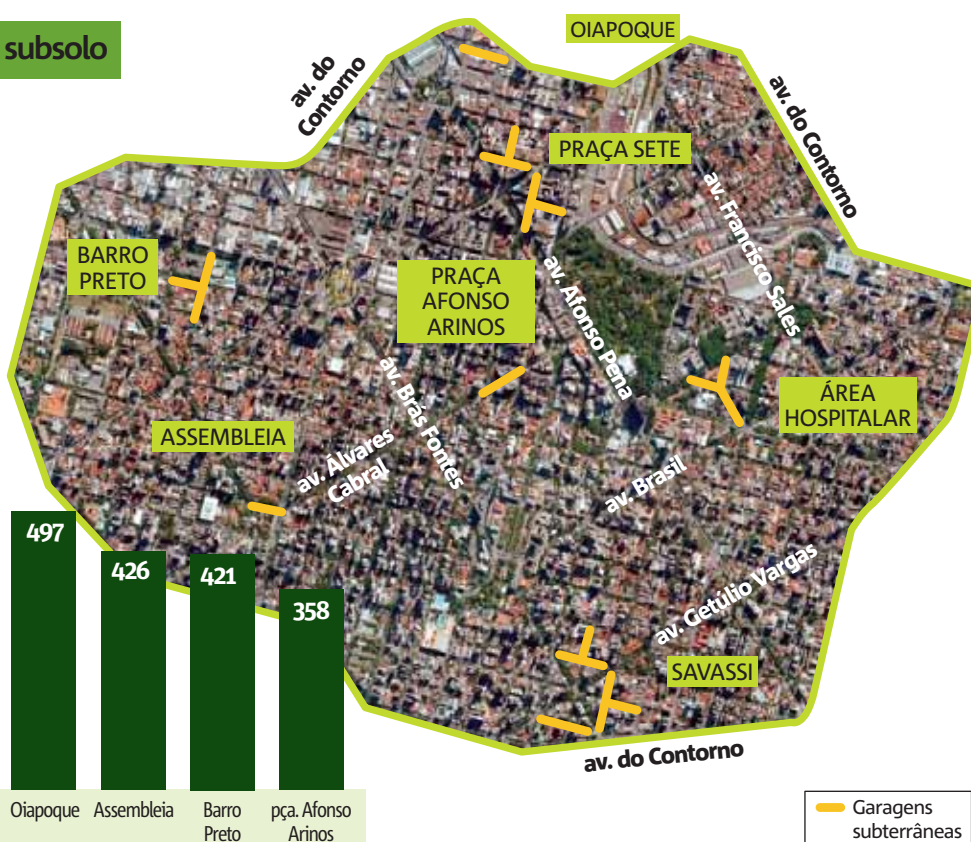 subsolo
OIAPOQUE
av. do
Contorno
av. do Contorno
PRAÇA SETE
av. Francisco Sales
BARRO
PRETO
PRAÇA
AFONSO
ARINOS
av. Afonso Pena
av. Brás Fontes
ÁREA
HOSPITALAR
ASSEMBLEIA
av. Álvares
Cabral
av. Brasil
av. Getúlio Vargas
SAVASSI
av. do Contorno
497
426
421
358
Oiapoque
Assembleia
Barro
Preto
pça. Afonso
Arinos
Garagens
subterrâneas